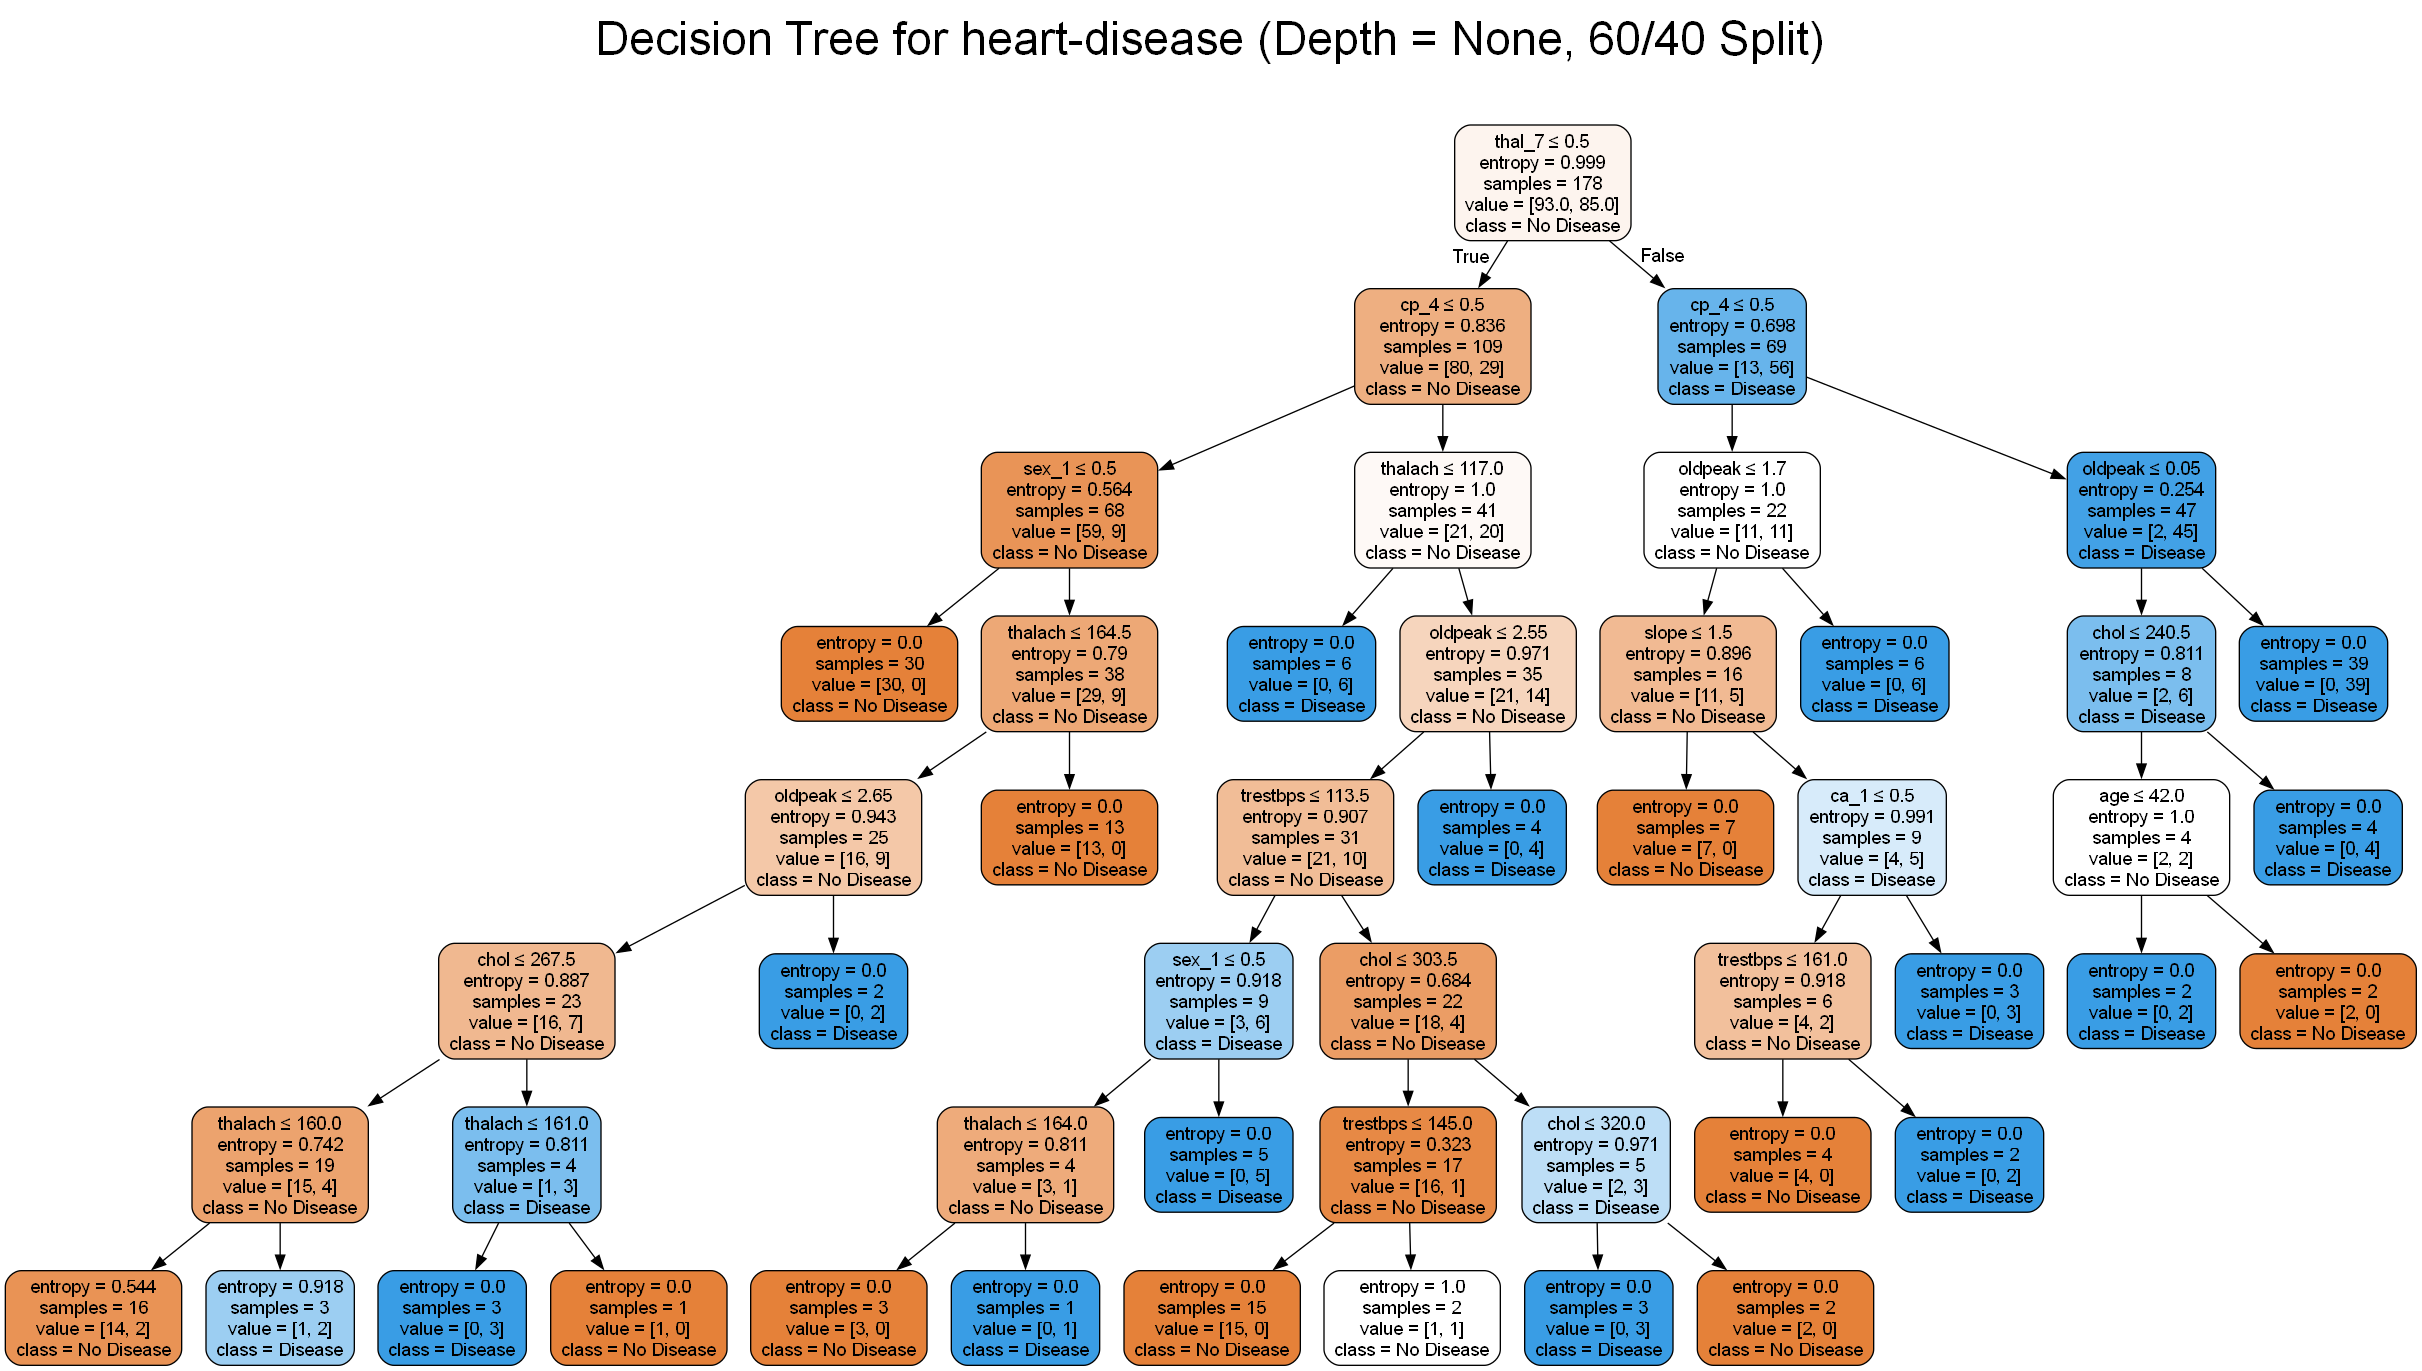 Decision Tree for heart-disease (Depth = None, 60/40 Split)
thal_7 ≤ 0.5
entropy = 0.999
samples = 178
value = [93.0, 85.0]
class = No Disease
True
False
cp_4 ≤ 0.5
entropy = 0.836
samples = 109
value = [80, 29]
class = No Disease
cp_4 ≤ 0.5
entropy = 0.698
samples = 69
value = [13, 56]
class = Disease
sex_1 ≤ 0.5
entropy = 0.564
samples = 68
value = [59, 9]
class = No Disease
thalach ≤ 117.0
entropy = 1.0
samples = 41
value = [21, 20]
class = No Disease
oldpeak ≤ 1.7
entropy = 1.0
samples = 22
value = [11, 11]
class = No Disease
oldpeak ≤ 0.05
entropy = 0.254
samples = 47
value = [2, 45]
class = Disease
entropy = 0.0
samples = 30
value = [30, 0]
class = No Disease
thalach ≤ 164.5
entropy = 0.79
samples = 38
value = [29, 9]
class = No Disease
entropy = 0.0
samples = 6
value = [0, 6]
class = Disease
oldpeak ≤ 2.55
entropy = 0.971
samples = 35
value = [21, 14]
class = No Disease
slope ≤ 1.5
entropy = 0.896
samples = 16
value = [11, 5]
class = No Disease
entropy = 0.0
samples = 6
value = [0, 6]
class = Disease
chol ≤ 240.5
entropy = 0.811
samples = 8
value = [2, 6]
class = Disease
entropy = 0.0
samples = 39
value = [0, 39]
class = Disease
oldpeak ≤ 2.65
entropy = 0.943
samples = 25
value = [16, 9]
class = No Disease
entropy = 0.0
samples = 13
value = [13, 0]
class = No Disease
trestbps ≤ 113.5
entropy = 0.907
samples = 31
value = [21, 10]
class = No Disease
entropy = 0.0
samples = 4
value = [0, 4]
class = Disease
entropy = 0.0
samples = 7
value = [7, 0]
class = No Disease
ca_1 ≤ 0.5
entropy = 0.991
samples = 9
value = [4, 5]
class = Disease
age ≤ 42.0
entropy = 1.0
samples = 4
value = [2, 2]
class = No Disease
entropy = 0.0
samples = 4
value = [0, 4]
class = Disease
chol ≤ 267.5
entropy = 0.887
samples = 23
value = [16, 7]
class = No Disease
entropy = 0.0
samples = 2
value = [0, 2]
class = Disease
sex_1 ≤ 0.5
entropy = 0.918
samples = 9
value = [3, 6]
class = Disease
chol ≤ 303.5
entropy = 0.684
samples = 22
value = [18, 4]
class = No Disease
trestbps ≤ 161.0
entropy = 0.918
samples = 6
value = [4, 2]
class = No Disease
entropy = 0.0
samples = 3
value = [0, 3]
class = Disease
entropy = 0.0
samples = 2
value = [0, 2]
class = Disease
entropy = 0.0
samples = 2
value = [2, 0]
class = No Disease
thalach ≤ 160.0
entropy = 0.742
samples = 19
value = [15, 4]
class = No Disease
thalach ≤ 161.0
entropy = 0.811
samples = 4
value = [1, 3]
class = Disease
thalach ≤ 164.0
entropy = 0.811
samples = 4
value = [3, 1]
class = No Disease
entropy = 0.0
samples = 5
value = [0, 5]
class = Disease
trestbps ≤ 145.0
entropy = 0.323
samples = 17
value = [16, 1]
class = No Disease
chol ≤ 320.0
entropy = 0.971
samples = 5
value = [2, 3]
class = Disease
entropy = 0.0
samples = 4
value = [4, 0]
class = No Disease
entropy = 0.0
samples = 2
value = [0, 2]
class = Disease
entropy = 0.544
samples = 16
value = [14, 2]
class = No Disease
entropy = 0.918
samples = 3
value = [1, 2]
class = Disease
entropy = 0.0
samples = 3
value = [0, 3]
class = Disease
entropy = 0.0
samples = 1
value = [1, 0]
class = No Disease
entropy = 0.0
samples = 3
value = [3, 0]
class = No Disease
entropy = 0.0
samples = 1
value = [0, 1]
class = Disease
entropy = 0.0
samples = 15
value = [15, 0]
class = No Disease
entropy = 1.0
samples = 2
value = [1, 1]
class = No Disease
entropy = 0.0
samples = 3
value = [0, 3]
class = Disease
entropy = 0.0
samples = 2
value = [2, 0]
class = No Disease